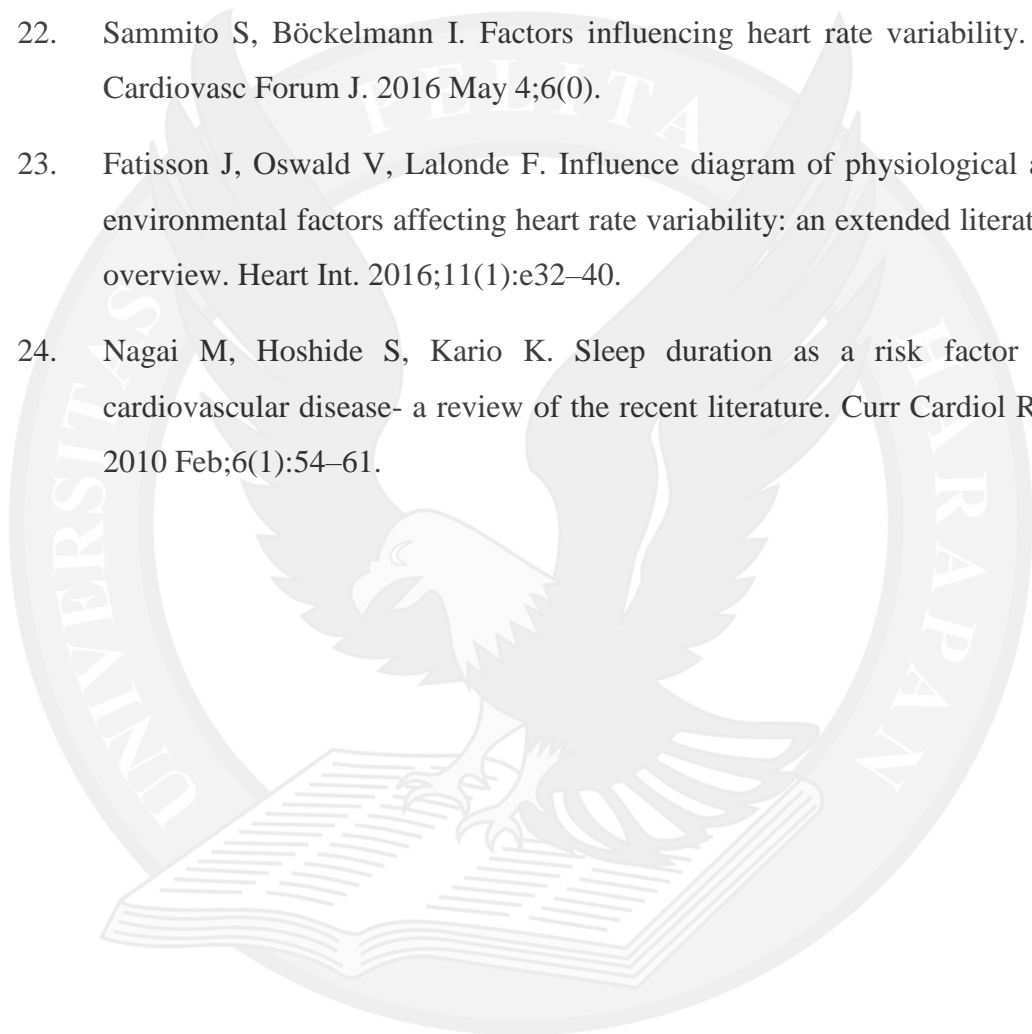 22. Sammito S, Böckelmann I. Factors influencing heart rate variability.
Cardiovasc Forum J. 2016 May 4;6(0).
23. Fatisson J, Oswald V, Lalonde F. Influence diagram of physiological
environmental factors affecting heart rate variability: an extended
overview. Heart Int. 2016;11(1):e32–40.
24. Nagai M, Hoshide S, Kario K. Sleep duration as a risk factor
cardiovascular disease- a review of the recent literature. Curr Cardiol
2010 Feb;6(1):54–61.
UNIVERSITAS PELITA HARAPAN